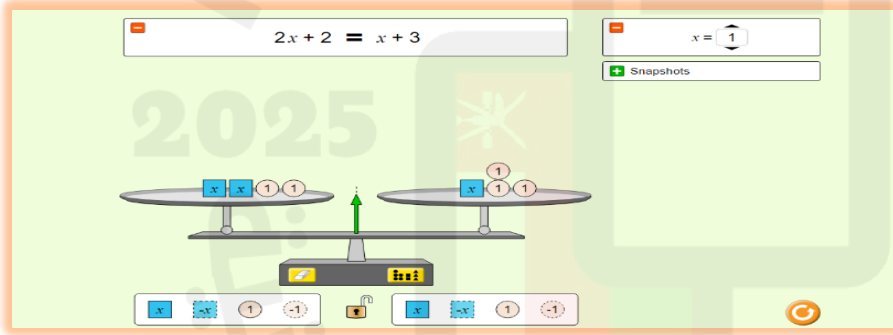 2x + 2 = x + 3
x = 1
Snapshots
2025
1
x x 1 1
x 1 1
x -x 1 -1
x -x 1 -1